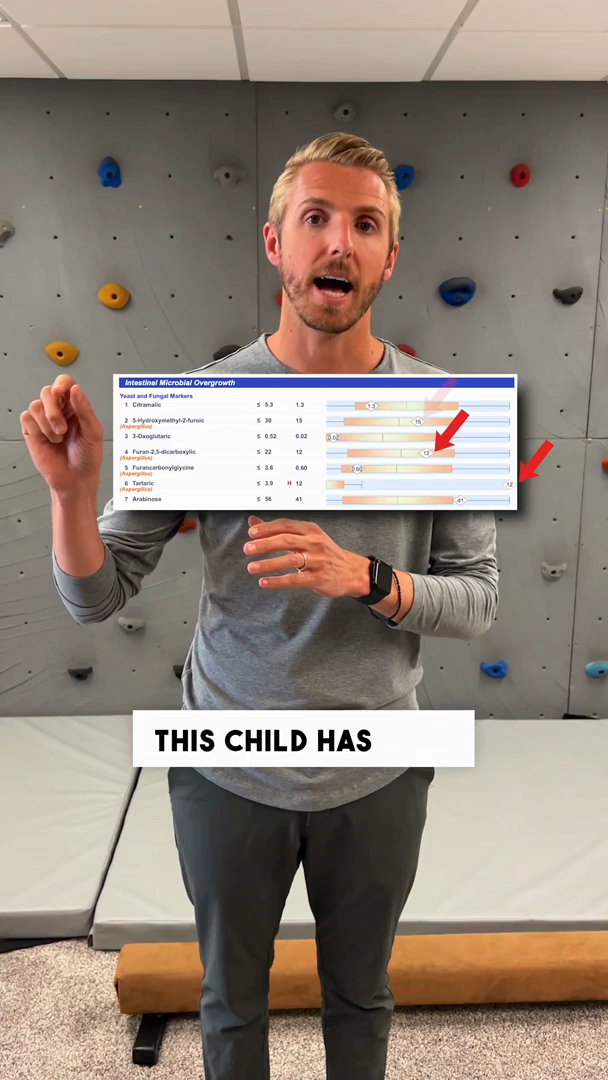 Intestinal Microbial Overgrowth
Yeast and Fungal Markers
1 Citramalic ≤ 5.3 1.3 1.3
2 5-Hydroxymethyl-2-furoic ≤ 30 15 15
(Aspergillus)
3 3-Oxoglutaric ≤ 0.52 0.02 0.02
4 Furan-2,5-dicarboxylic ≤ 22 12 12
(Aspergillus)
5 Furancarbonylglycine ≤ 3.6 0.60 0.60
(Aspergillus)
6 Tartaric ≤ 3.9 H 12 12
(Aspergillus)
7 Arabinose ≤ 56 41 41
THIS CHILD HAS